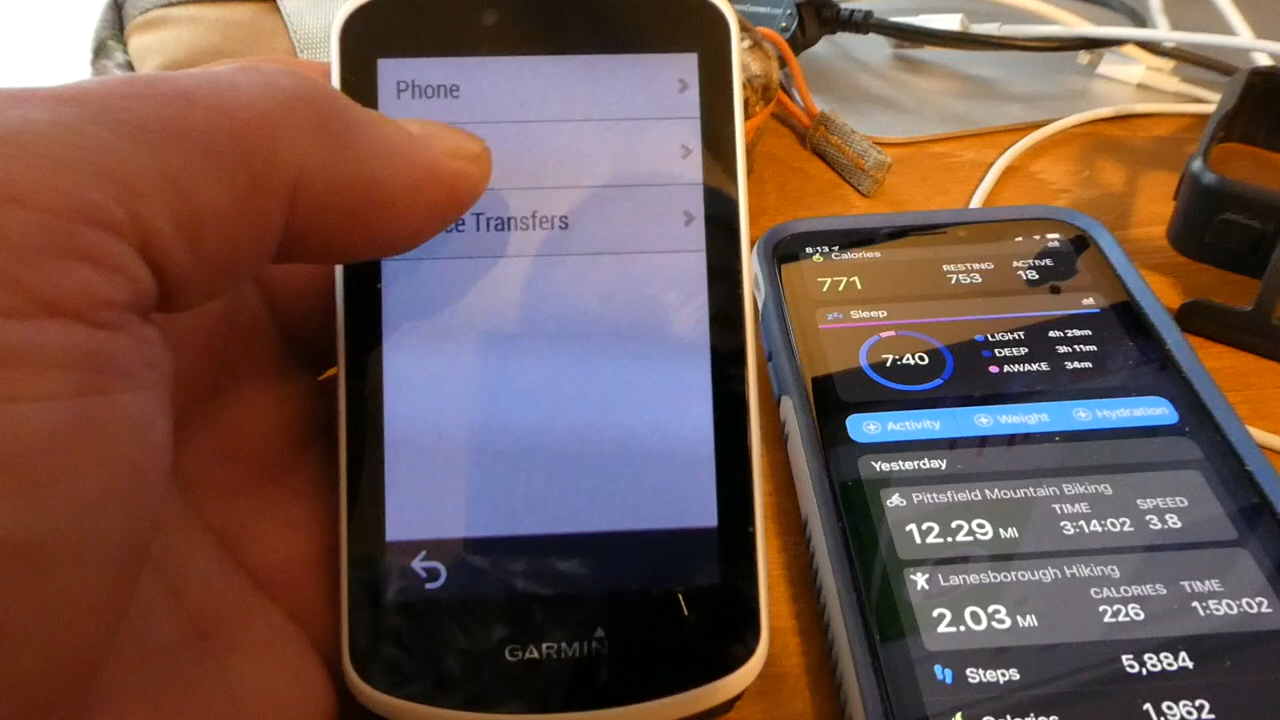 Phone
ce Transfers
GARMIN
8:13
Calories
771
RESTING
753
ACTIVE
18
Sleep
7:40
LIGHT 4h 29m
DEEP 3h 11m
AWAKE 34m
Activity Weight Hydration
Yesterday
Pittsfield Mountain Biking
12.29 MI
TIME
3:14:02
SPEED
3.8
Lanesborough Hiking
2.03 MI
CALORIES
226
TIME
1:50:02
Steps 5,884
Calories 1,962